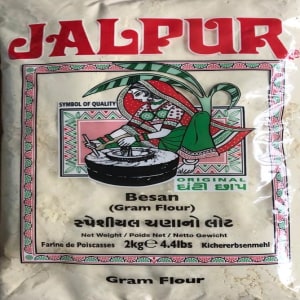 JALPUR
SYMBOL OF QUALITY
ORIGINAL
ઘંટી છાપ
Besan
(Gram Flour)
સ્પેશીયલ ચણાનો લોટ
Net Weight / Poids Net / Netto Gewicht
Farine de Poiscasses 2kg℮ 4.4lbs Kichererbsenmehl
Gram Flour